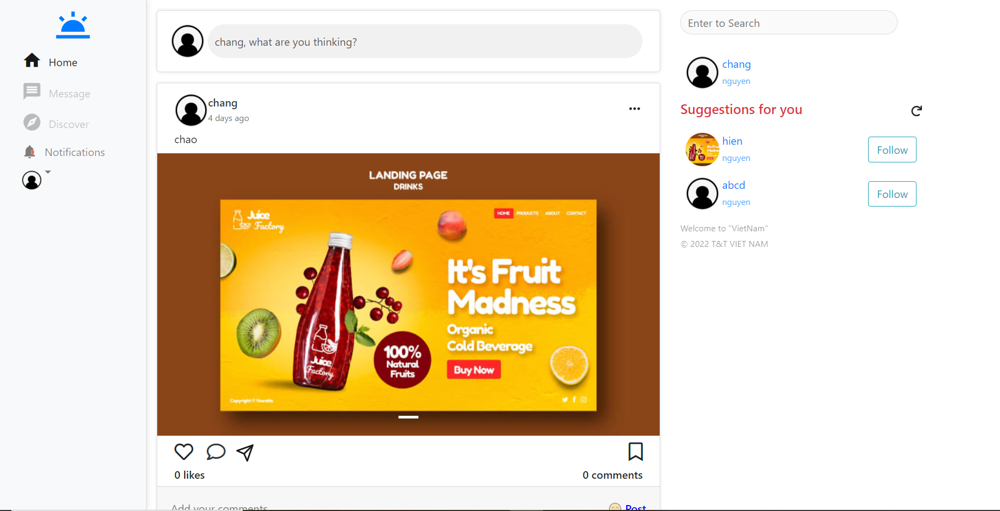 Home
Message
Discover
Notifications
chang, what are you thinking?
chang
4 days ago
chao
LANDING PAGE
DRINKS
Juice
Factory
HOME PRODUCTS ABOUT CONTACT
It's Fruit
Madness
Organic
Cold Beverage
Buy Now
100%
Natural
Fruits
Juice
Factory
Copyright © Yoursite.
0 likes
0 comments
Add your comments
Post
Enter to Search
chang
nguyen
Suggestions for you
hien
nguyen
Follow
abcd
nguyen
Follow
Welcome to "VietNam"
© 2022 T&T VIET NAM